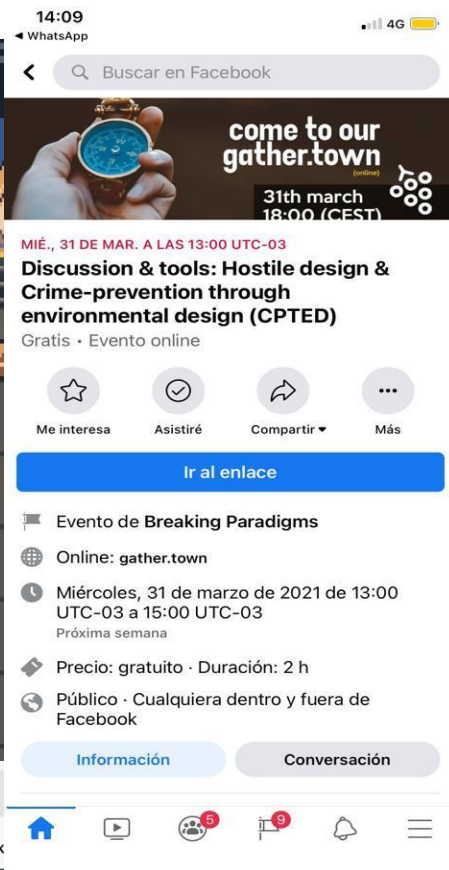 14:09
4G
◄ WhatsApp
Buscar en Facebook
come to our
gather.town
(online)
31th march
18:00 (CEST)
MIÉ., 31 DE MAR. A LAS 13:00 UTC-03
Discussion & tools: Hostile design &
Crime-prevention through
environmental design (CPTED)
Gratis • Evento online
Me interesa
Asistiré
Compartir
Más
Ir al enlace
Evento de Breaking Paradigms
Online: gather.town
Miércoles, 31 de marzo de 2021 de 13:00
UTC-03 a 15:00 UTC-03
Próxima semana
Precio: gratuito · Duración: 2 h
Público · Cualquiera dentro y fuera de
Facebook
Información
Conversación
5
9